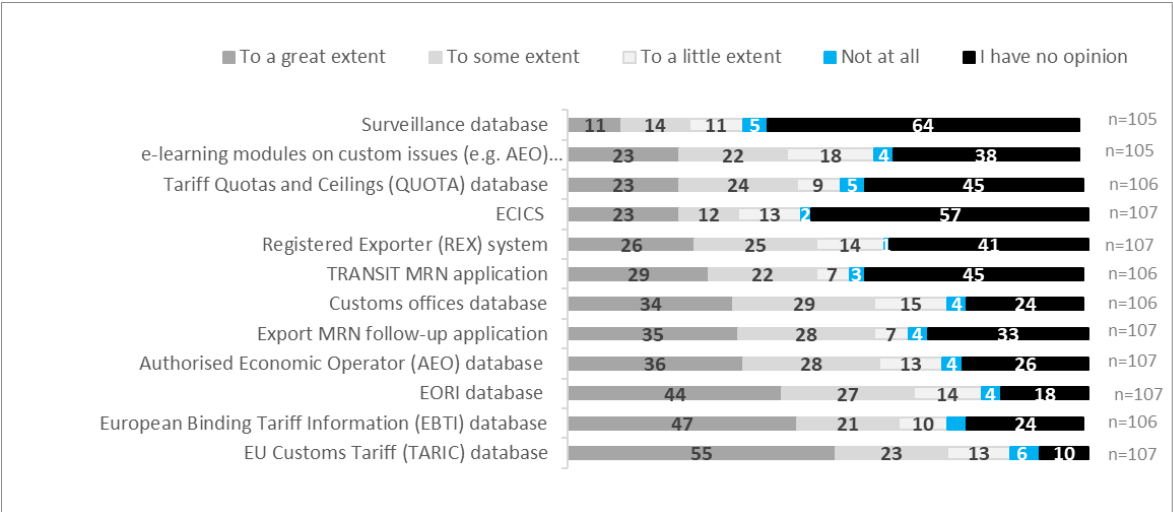 To a great extent To some extent To a little extent Not at all I have no opinion
Surveillance database 11 14 11 5 64 n=105
e-learning modules on custom issues (e.g. AEO)... 23 22 18 4 38 n=105
Tariff Quotas and Ceilings (QUOTA) database 23 24 9 5 45 n=106
ECICS 23 12 13 2 57 n=107
Registered Exporter (REX) system 26 25 14 1 41 n=107
TRANSIT MRN application 29 22 7 3 45 n=106
Customs offices database 34 29 15 4 24 n=106
Export MRN follow-up application 35 28 7 4 33 n=107
Authorised Economic Operator (AEO) database 36 28 13 4 26 n=107
EORI database 44 27 14 4 18 n=107
European Binding Tariff Information (EBTI) database 47 21 10 24 n=106
EU Customs Tariff (TARIC) database 55 23 13 6 10 n=107